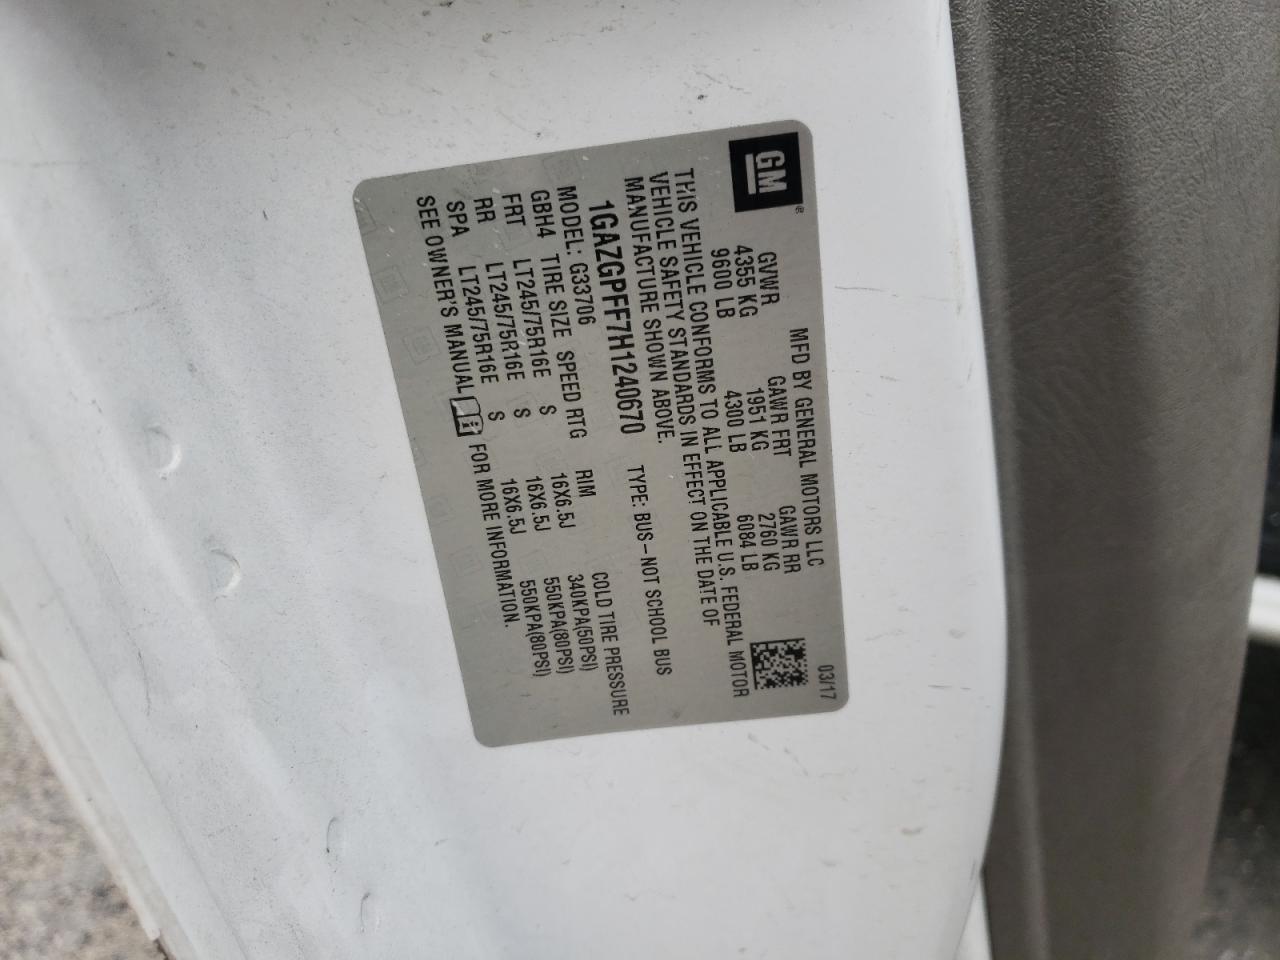 GM®
MFD BY GENERAL MOTORS LLC
03/17
GVWR GAWR FRT GAWR RR
4355 KG 1951 KG 2760 KG
9600 LB 4300 LB 6084 LB
THIS VEHICLE CONFORMS TO ALL APPLICABLE U.S. FEDERAL MOTOR
VEHICLE SAFETY STANDARDS IN EFFECT ON THE DATE OF
MANUFACTURE SHOWN ABOVE.
1GAZGPFF7H1240670 TYPE: BUS-NOT SCHOOL BUS
MODEL: G33706
GBH4 TIRE SIZE SPEED RTG RIM COLD TIRE PRESSURE
FRT LT245/75R16E S 16X6.5J 340KPA(50PSI)
RR LT245/75R16E S 16X6.5J 550KPA(80PSI)
SPA LT245/75R16E S 16X6.5J 550KPA(80PSI)
SEE OWNER'S MANUAL FOR MORE INFORMATION.